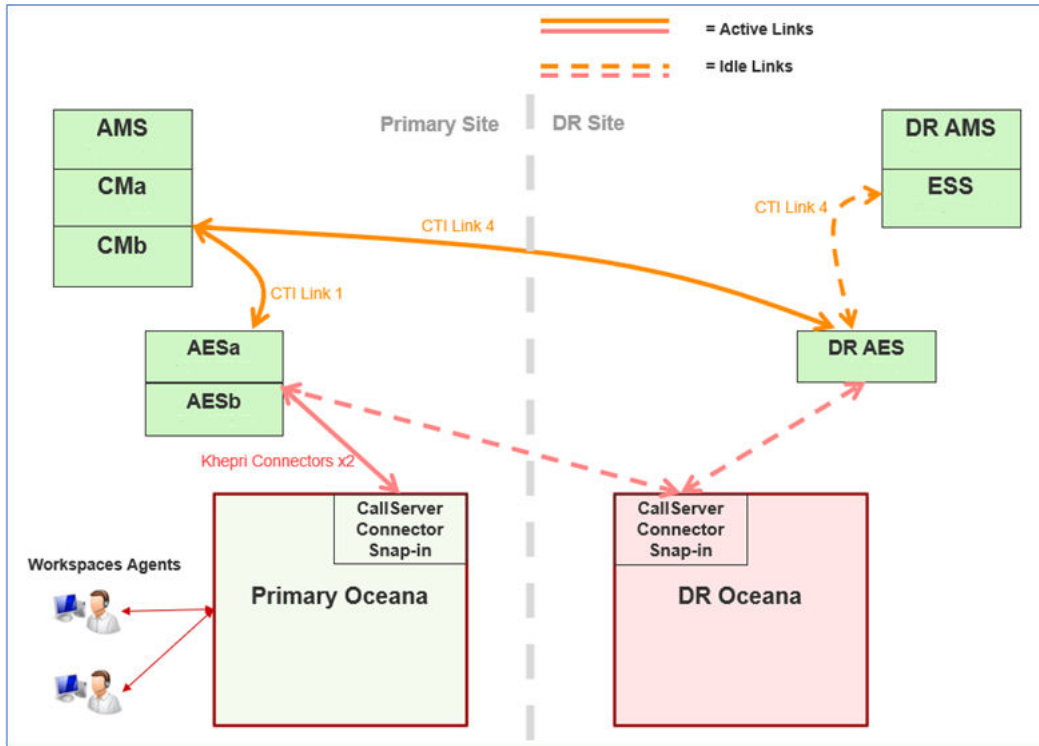 = Active Links
= Idle Links
Primary Site
DR Site
AMS
CMa
CMb
DR AMS
ESS
CTI Link 4
CTI Link 4
CTI Link 1
AESa
AESb
DR AES
Khepri Connectors x2
CallServer
Connector
Snap-in
CallServer
Connector
Snap-in
Workspaces Agents
Primary Oceana
DR Oceana